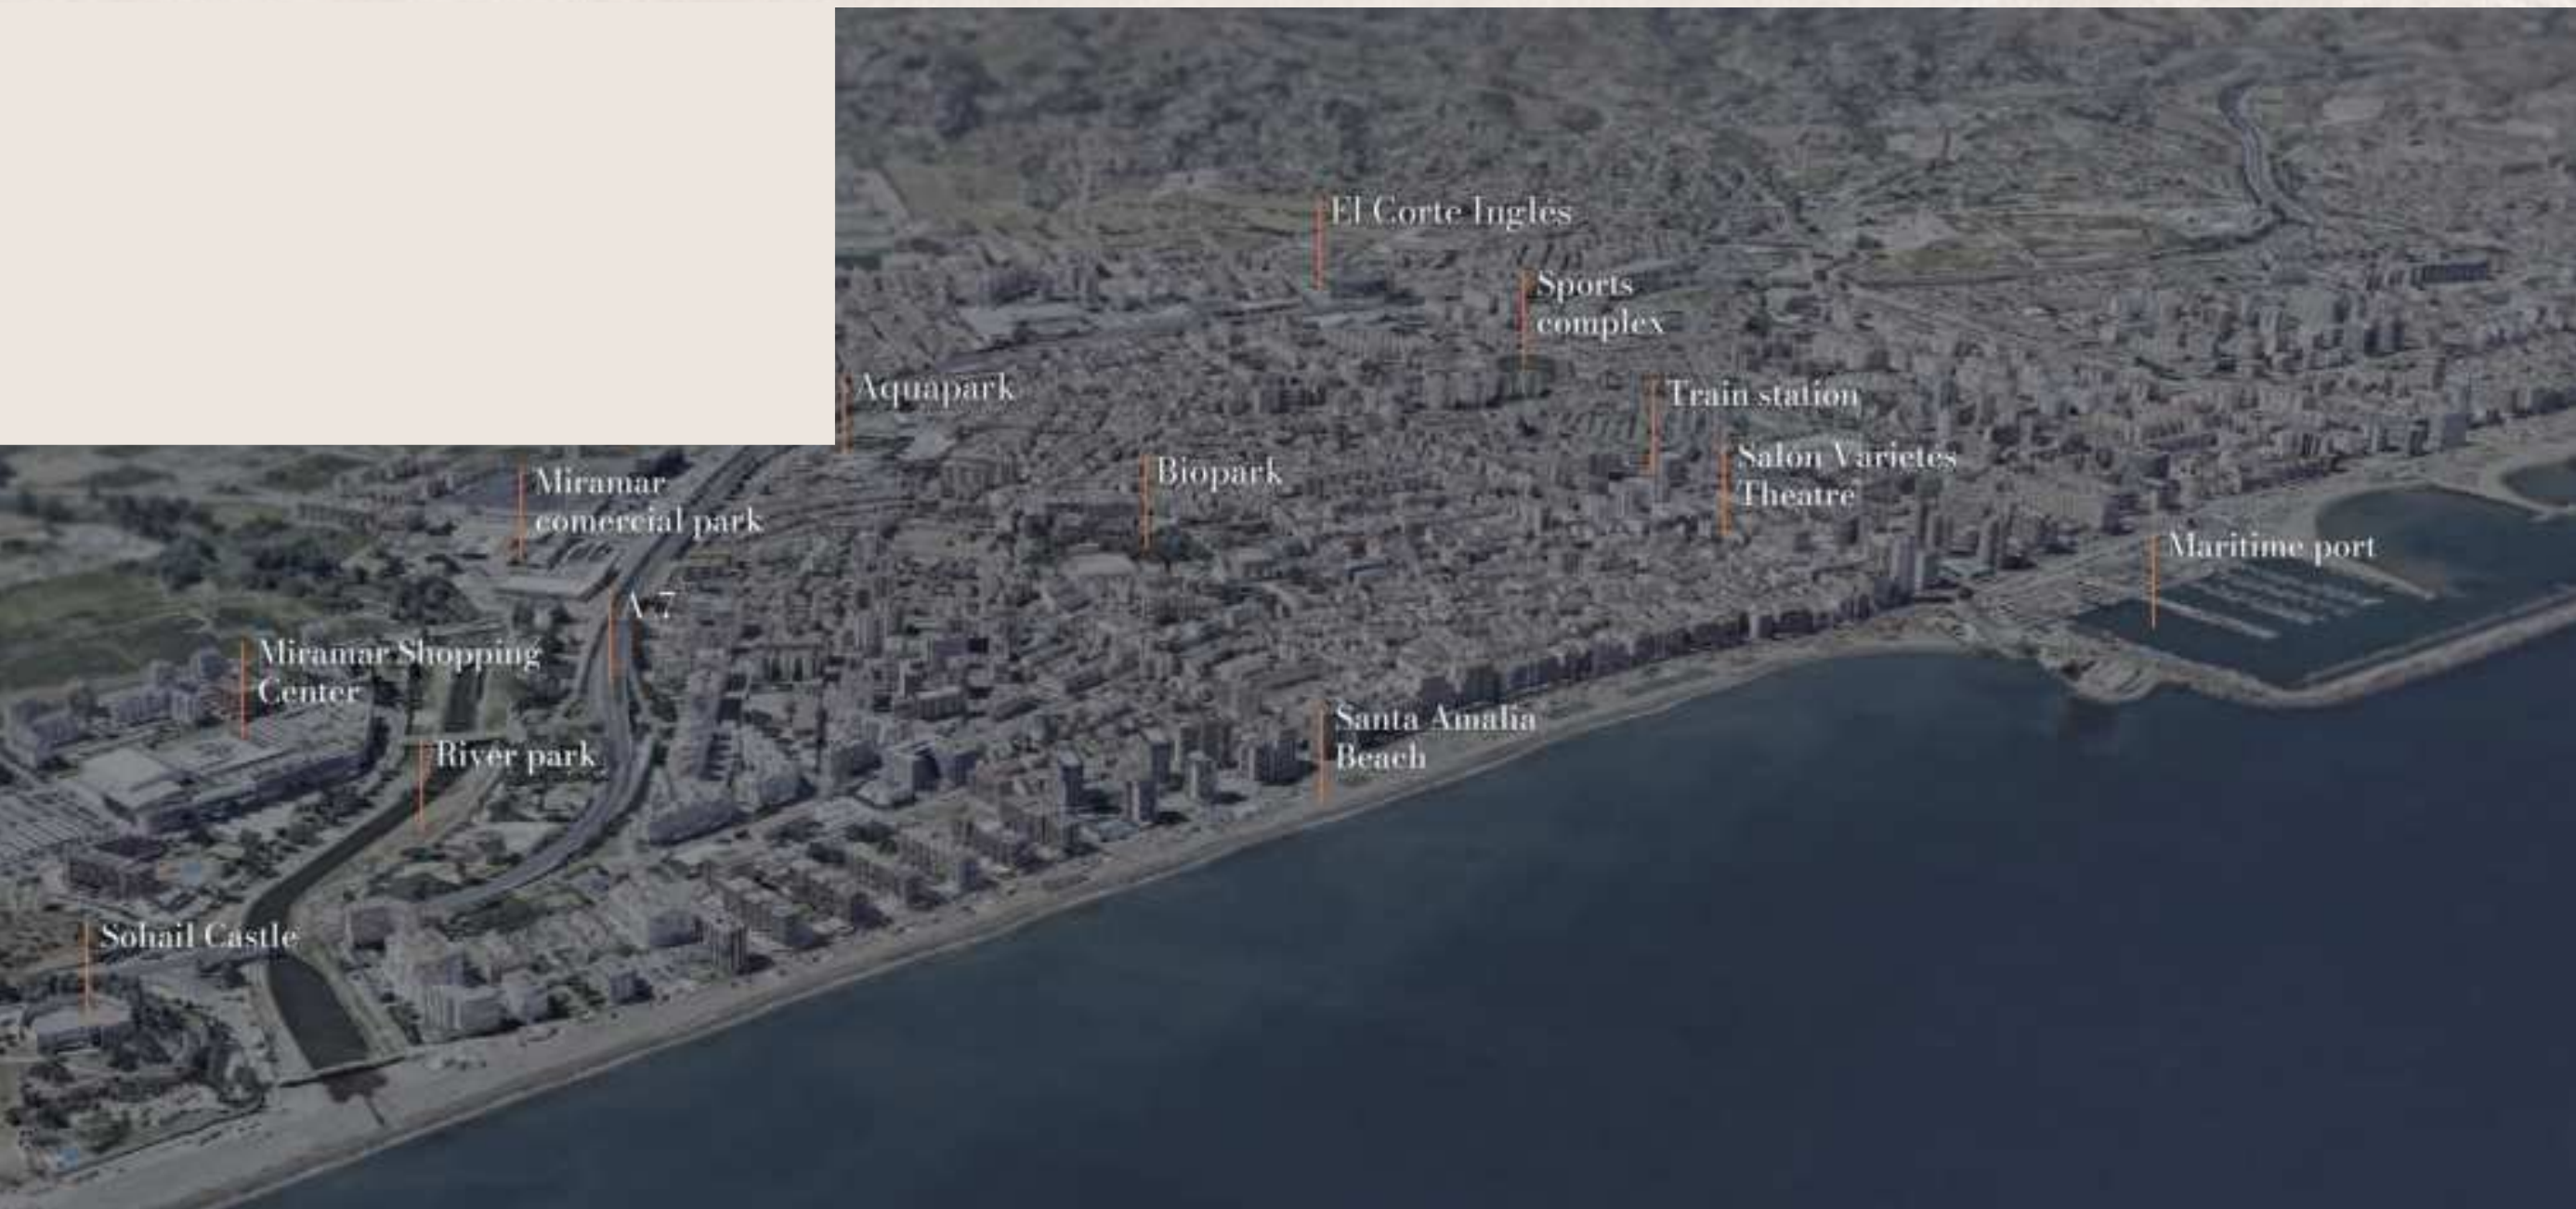 El Corte Inglés
Sports
complex
Aquapark
Train station
Salon Varietés
Theatre
Biopark
Miramar
comercial park
Maritime port
A-7
Miramar Shopping
Center
Santa Amalia
Beach
River park
Sohail Castle